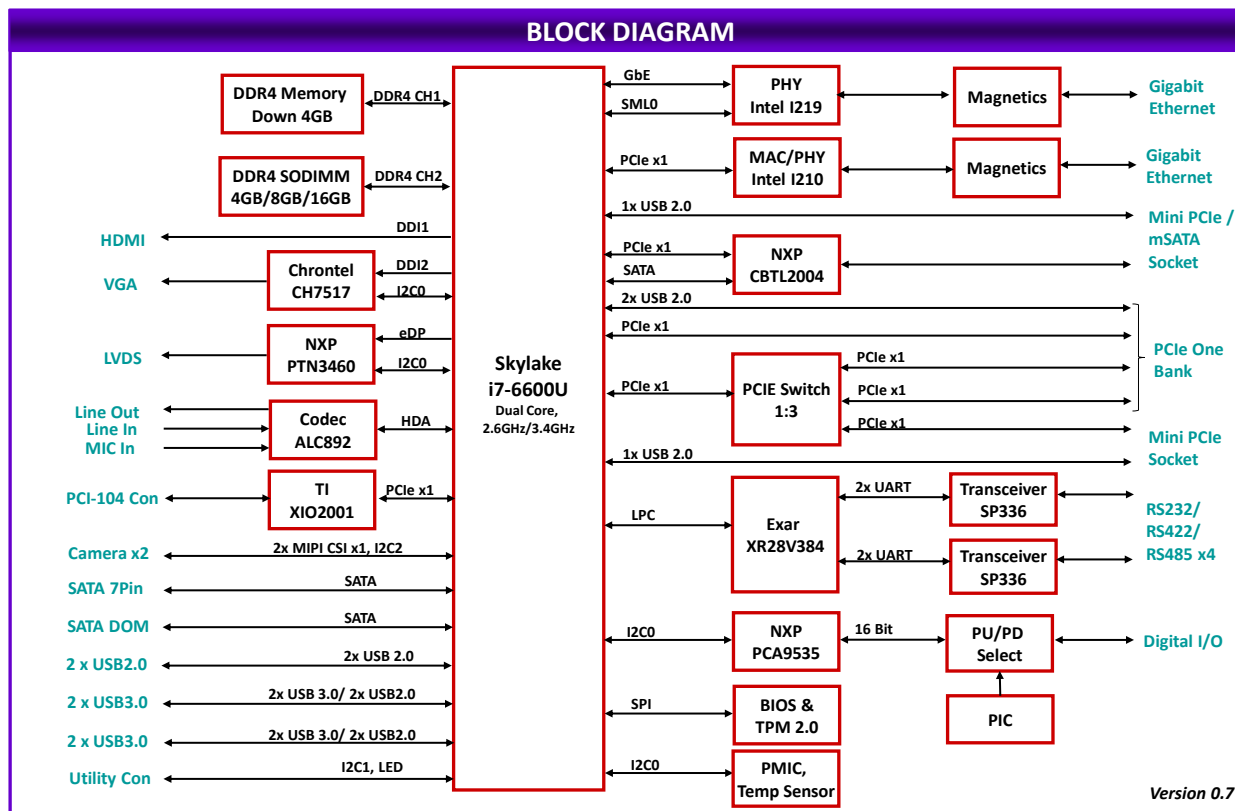 BLOCK DIAGRAM
DDR4 Memory
Down 4GB
DDR4 CH1
DDR4 SODIMM
4GB/8GB/16GB
DDR4 CH2
HDMI
DDI1
VGA
Chrontel
CH7517
DDI2
I2C0
LVDS
NXP
PTN3460
eDP
I2C0
Line Out
Line In
MIC In
Codec
ALC892
HDA
PCI-104 Con
TI
XIO2001
PCIe x1
Camera x2
2x MIPI CSI x1, I2C2
SATA 7Pin
SATA
SATA DOM
SATA
2 x USB2.0
2x USB 2.0
2 x USB3.0
2x USB 3.0/ 2x USB2.0
2 x USB3.0
2x USB 3.0/ 2x USB2.0
Utility Con
I2C1, LED
Skylake
i7-6600U
Dual Core,
2.6GHz/3.4GHz
GbE
SML0
PHY
Intel I219
Magnetics
Gigabit
Ethernet
PCIe x1
MAC/PHY
Intel I210
Magnetics
Gigabit
Ethernet
1x USB 2.0
Mini PCIe /
mSATA
Socket
PCIe x1
SATA
NXP
CBTL2004
2x USB 2.0
PCIe x1
PCIe x1
PCIE Switch
1:3
PCIe x1
PCIe x1
PCIe x1
PCIe One
Bank
1x USB 2.0
Mini PCIe
Socket
LPC
Exar
XR28V384
2x UART
Transceiver
SP336
2x UART
Transceiver
SP336
RS232/
RS422/
RS485 x4
I2C0
NXP
PCA9535
16 Bit
PU/PD
Select
Digital I/O
PIC
SPI
BIOS &
TPM 2.0
I2C0
PMIC,
Temp Sensor
Version 0.7